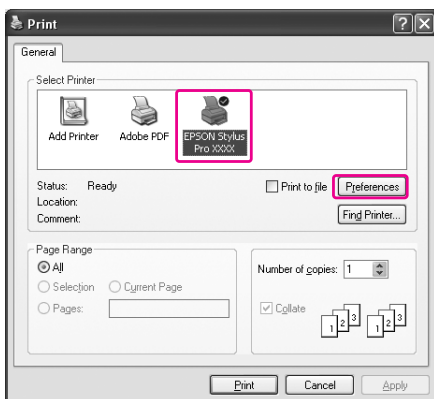 Print
General
Select Printer
Add Printer
Adobe PDF
EPSON Stylus
Pro XXXX
Status: Ready
Print to file
Preferences
Location:
Comment:
Find Printer...
Page Range
All
Selection
Current Page
Pages:
Number of copies: 1
Collate
1 2 3 1 2 3
Print
Cancel
Apply